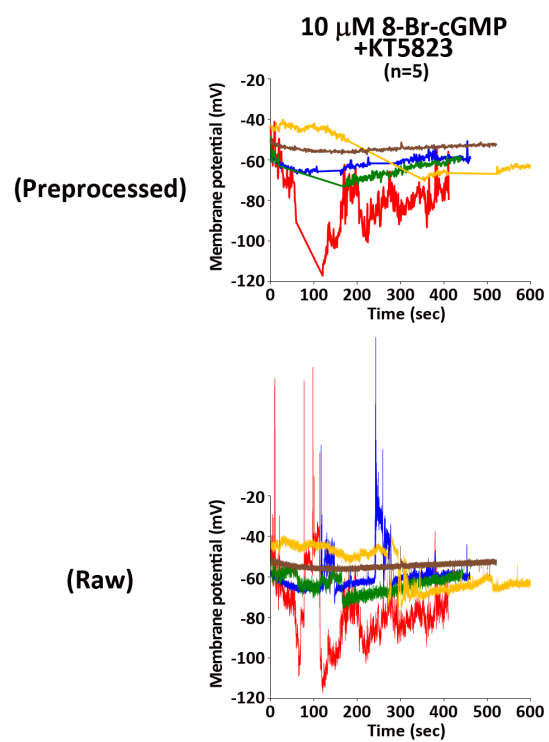 10 μM 8-Br-cGMP
+KT5823
(n=5)
(Preprocessed)
Membrane potential (mV)
-20
-40
-60
-80
-100
-120
0 100 200 300 400 500 600
Time (sec)
(Raw)
Membrane potential (mV)
-20
-40
-60
-80
-100
-120
0 100 200 300 400 500 600
Time (sec)